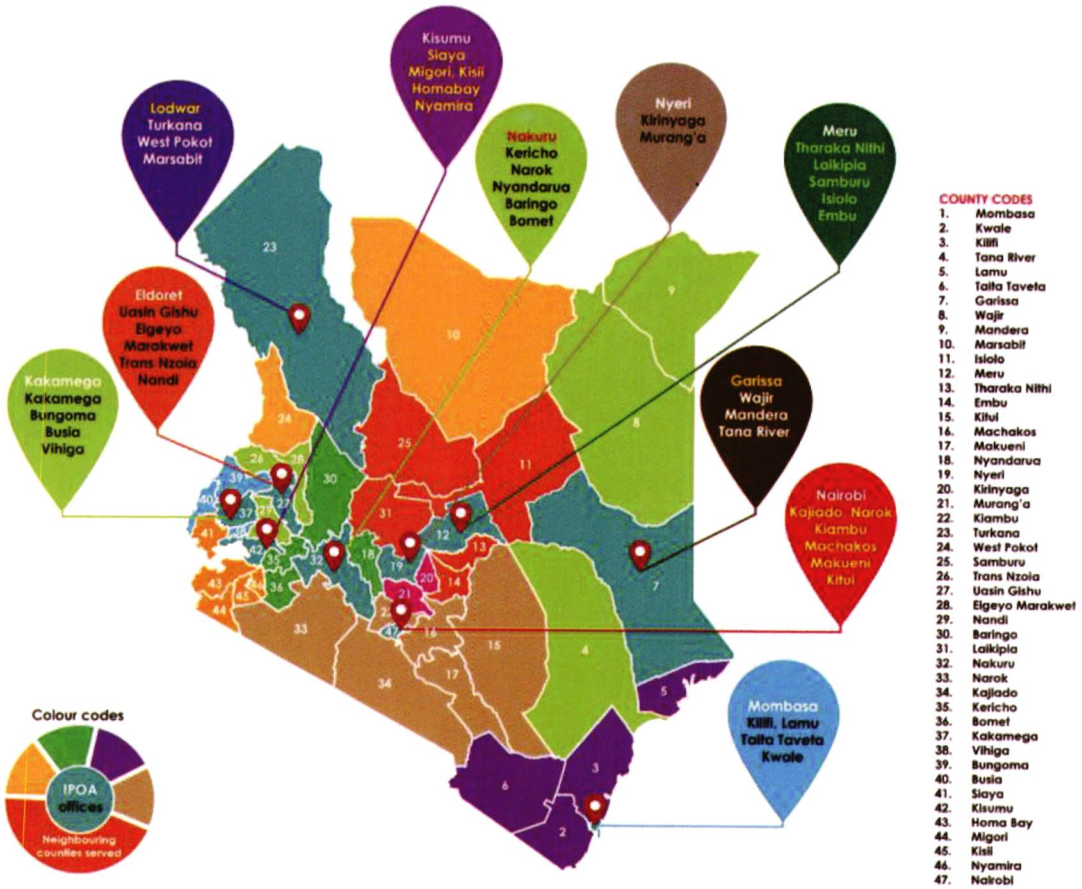 Kisumu
Siaya
Migori, Kisii
Homabay
Nyamira
Lodwar
Turkana
West Pokot
Marsabit
Nakuru
Kericho
Narok
Nyandarua
Baringo
Bomet
Nyeri
Kirinyaga
Murang'a
Meru
Tharaka Nithi
Laikipia
Samburu
Isiolo
Embu
Eldoret
Uasin Gishu
Elgeyo
Marakwet
Trans Nzoia
Nandi
Kakamega
Kakamega
Bungoma
Busia
Vihiga
Garissa
Wajir
Mandera
Tana River
Nairobi
Kajiado, Narok
Kiambu
Machakos
Makueni
Kitui
Mombasa
Kilifi, Lamu
Taita Taveta
Kwale
23
10
9
8
24
25
11
26
28
30
39
40
37
27
29
31
12
41
42
35
32
18
19
13
36
20
14
43
46
45
44
21
22
47
16
33
15
4
7
34
17
5
6
3
2
Colour codes
IPOA
offices
Neighbouring
counties served
COUNTY CODES
1. Mombasa
2. Kwale
3. Kilifi
4. Tana River
5. Lamu
6. Taita Taveta
7. Garissa
8. Wajir
9. Mandera
10. Marsabit
11. Isiolo
12. Meru
13. Tharaka Nithi
14. Embu
15. Kitui
16. Machakos
17. Makueni
18. Nyandarua
19. Nyeri
20. Kirinyaga
21. Murang'a
22. Kiambu
23. Turkana
24. West Pokot
25. Samburu
26. Trans Nzoia
27. Uasin Gishu
28. Elgeyo Marakwet
29. Nandi
30. Baringo
31. Laikipia
32. Nakuru
33. Narok
34. Kajiado
35. Kericho
36. Bomet
37. Kakamega
38. Vihiga
39. Bungoma
40. Busia
41. Siaya
42. Kisumu
43. Homa Bay
44. Migori
45. Kisii
46. Nyamira
47. Nairobi